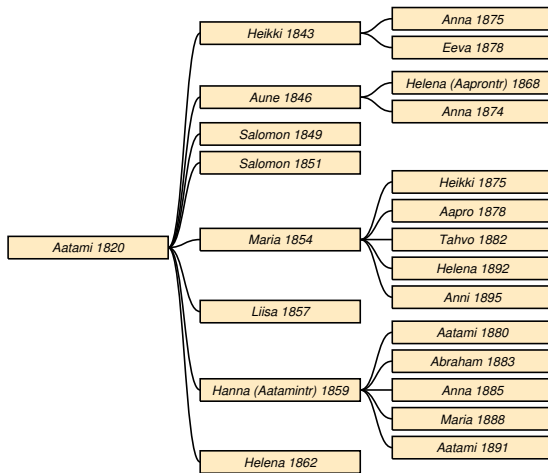 Aatami 1820
Heikki 1843
Anna 1875
Eeva 1878
Aune 1846
Helena (Aaprontr) 1868
Anna 1874
Salomon 1849
Salomon 1851
Maria 1854
Heikki 1875
Aapro 1878
Tahvo 1882
Helena 1892
Anni 1895
Liisa 1857
Hanna (Aatamintr) 1859
Aatami 1880
Abraham 1883
Anna 1885
Maria 1888
Aatami 1891
Helena 1862